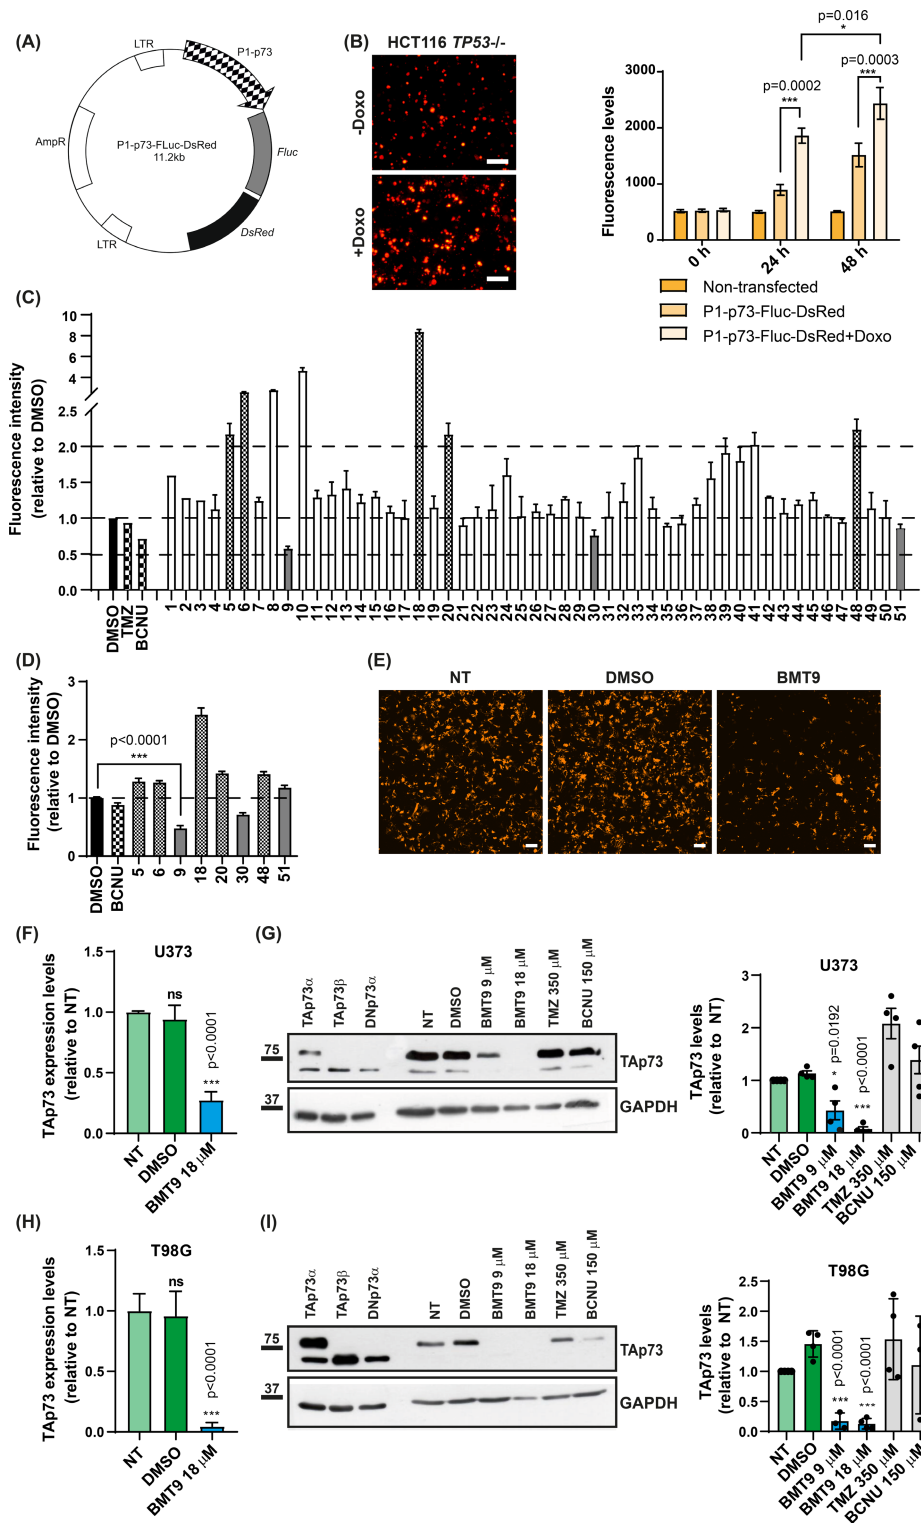 (A)
LTR
P1-p73
AmpR
P1-p73-FLuc-DsRed
11.2kb
Fluc
DsRed
LTR
(B)
HCT116 TP53-/-
-Doxo
+Doxo
p=0.016
*
p=0.0003
***
p=0.0002
***
Fluorescence levels
3000
2000
1000
0
0 h
24 h
48 h
Non-transfected
P1-p73-Fluc-DsRed
P1-p73-Fluc-DsRed+Doxo
(C)
Fluorescence intensity
(relative to DMSO)
10
8
6
4
2.5
2.0
1.5
1.0
0.5
0.0
DMSO
TMZ
BCNU
1 2 3 4 5 6 7 8 9 10 11 12 13 14 15 16 17 18 19 20 21 22 23 24 25 26 27 28 29 30 31 32 33 34 35 36 37 38 39 40 41 42 43 44 45 46 47 48 49 50 51
(D)
Fluorescence intensity
(relative to DMSO)
3
2
1
0
p<0.0001
***
DMSO
BCNU
5 6 9 18 20 30 48 51
(E)
NT
DMSO
BMT9
(F)
U373
TAp73 expression levels
(relative to NT)
1.5
1.0
0.5
0.0
ns
p<0.0001
***
NT
DMSO
BMT9 18 μM
(G)
TAp73α
TAp73β
DNp73α
NT
DMSO
BMT9 9 μM
BMT9 18 μM
TMZ 350 μM
BCNU 150 μM
75
TAp73
37
GAPDH
U373
TAp73 levels
(relative to NT)
3
2
1
0
* p=0.0192
*** p<0.0001
NT
DMSO
BMT9 9 μM
BMT9 18 μM
TMZ 350 μM
BCNU 150 μM
(H)
T98G
TAp73 expression levels
(relative to NT)
1.5
1.0
0.5
0.0
ns
p<0.0001
***
NT
DMSO
BMT9 18 μM
(I)
TAp73α
TAp73β
DNp73α
NT
DMSO
BMT9 9 μM
BMT9 18 μM
TMZ 350 μM
BCNU 150 μM
75
TAp73
37
GAPDH
T98G
TAp73 levels
(relative to NT)
2.5
2.0
1.5
1.0
0.5
0.0
*** p<0.0001
*** p<0.0001
NT
DMSO
BMT9 9 μM
BMT9 18 μM
TMZ 350 μM
BCNU 150 μM